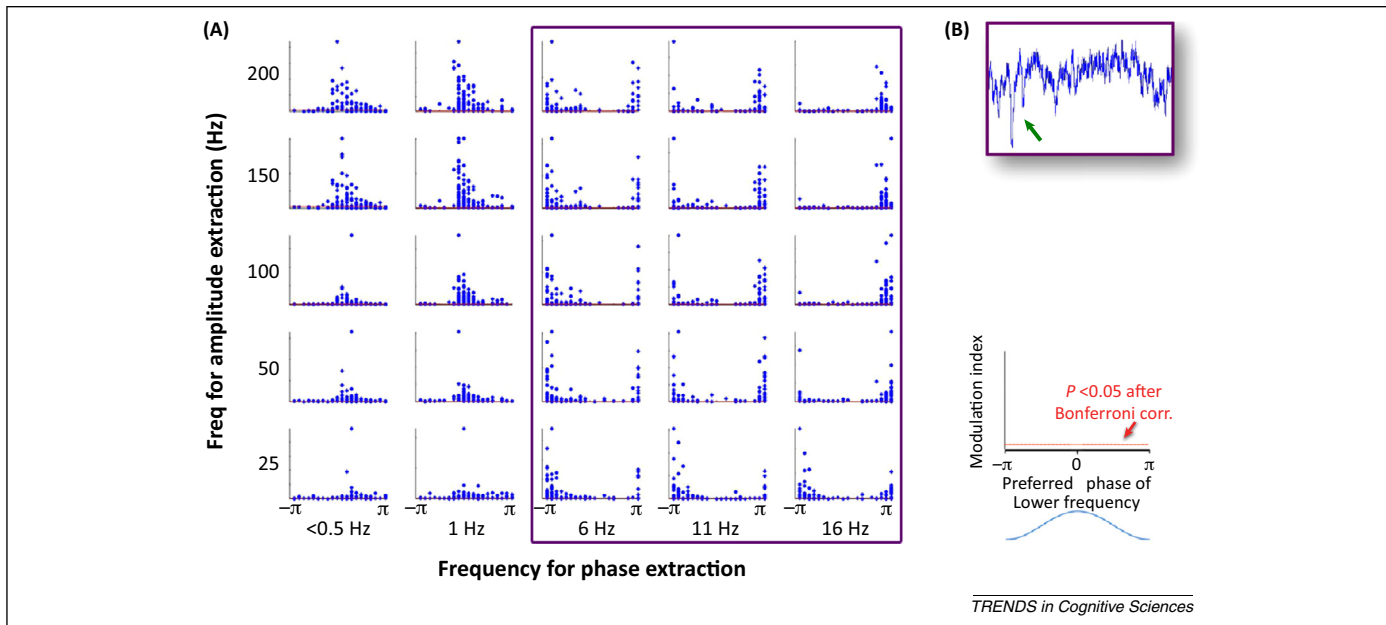 (A)
Freq for amplitude extraction (Hz)
200
150
100
50
25
−π π −π π −π π −π π −π π
<0.5 Hz 1 Hz 6 Hz 11 Hz 16 Hz
Frequency for phase extraction
(B)
Modulation index
P <0.05 after
Bonferroni corr.
−π 0 π
Preferred phase of
Lower frequency
TRENDS in Cognitive Sciences